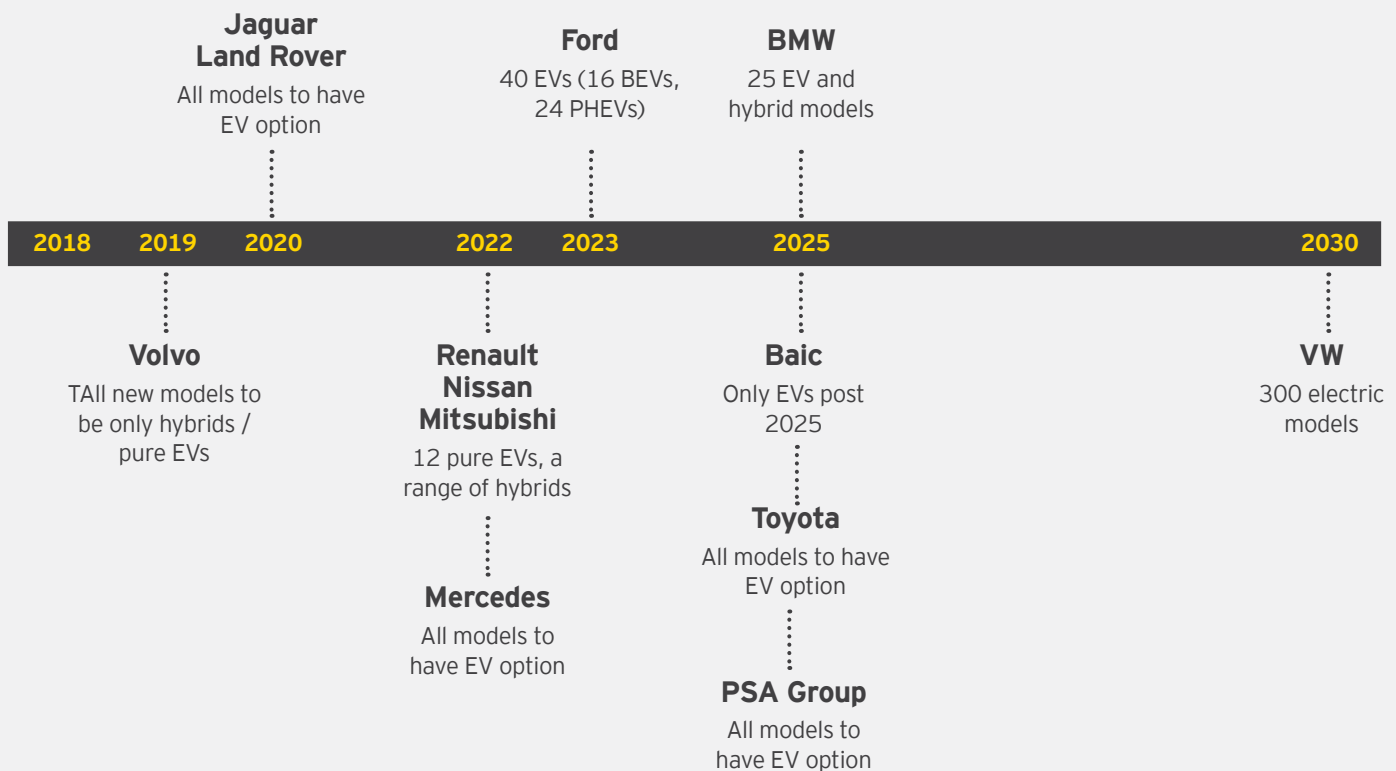 Jaguar
Land Rover
All models to have
EV option
Ford
40 EVs (16 BEVs,
24 PHEVs)
BMW
25 EV and
hybrid models
2018 2019 2020 2022 2023 2025 2030
Volvo
TAll new models to
be only hybrids /
pure EVs
Renault
Nissan
Mitsubishi
12 pure EVs, a
range of hybrids
Mercedes
All models to
have EV option
Baic
Only EVs post
2025
Toyota
All models to have
EV option
PSA Group
All models to
have EV option
VW
300 electric
models